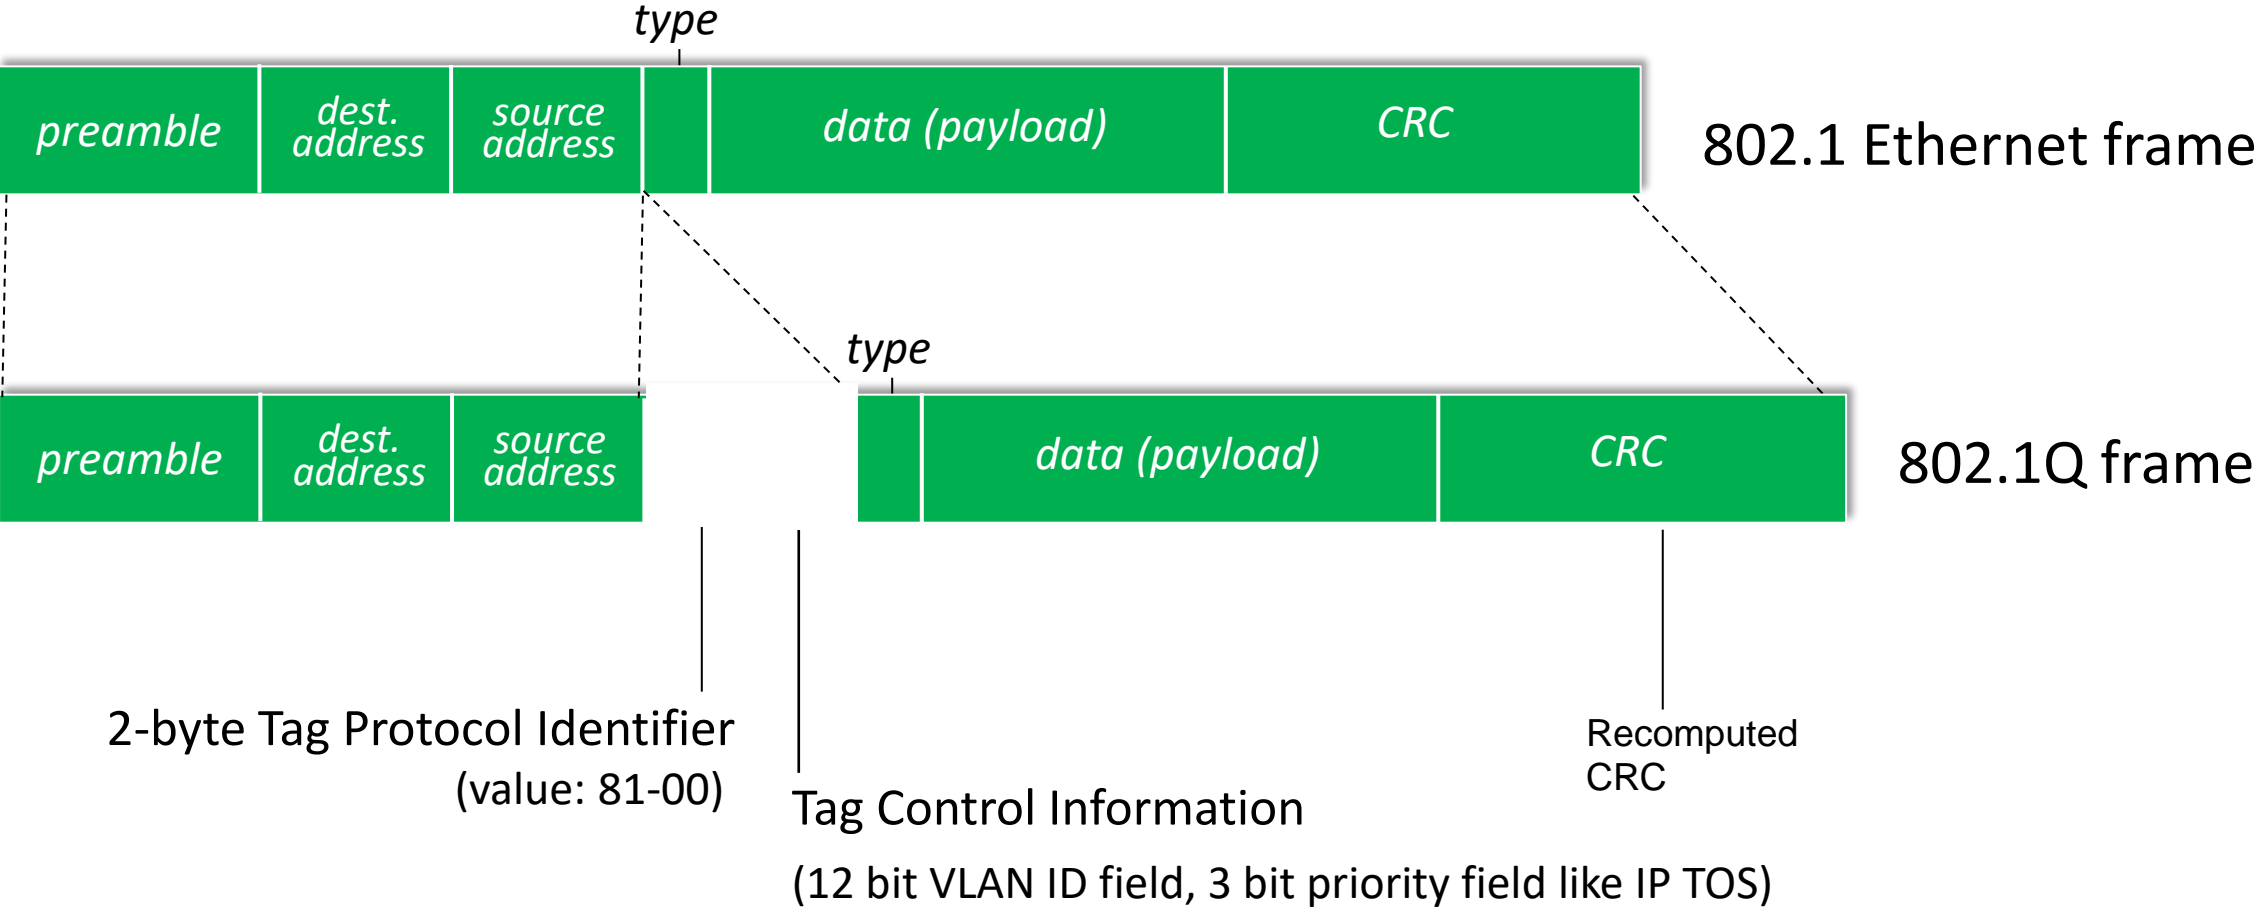 type
preamble
dest.
address
source
address
data (payload)
CRC
802.1 Ethernet frame
type
preamble
dest.
address
source
address
data (payload)
CRC
802.1Q frame
2-byte Tag Protocol Identifier
(value: 81-00)
Recomputed
CRC
Tag Control Information
(12 bit VLAN ID field, 3 bit priority field like IP TOS)